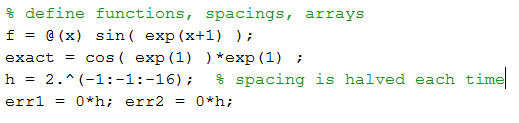 % define functions, spacings, arrays
f = @(x) sin( exp(x+1) );
exact = cos( exp(1) )*exp(1) ;
h = 2.^(-1:-1:-16);  % spacing is halved each time
err1 = 0*h; err2 = 0*h;